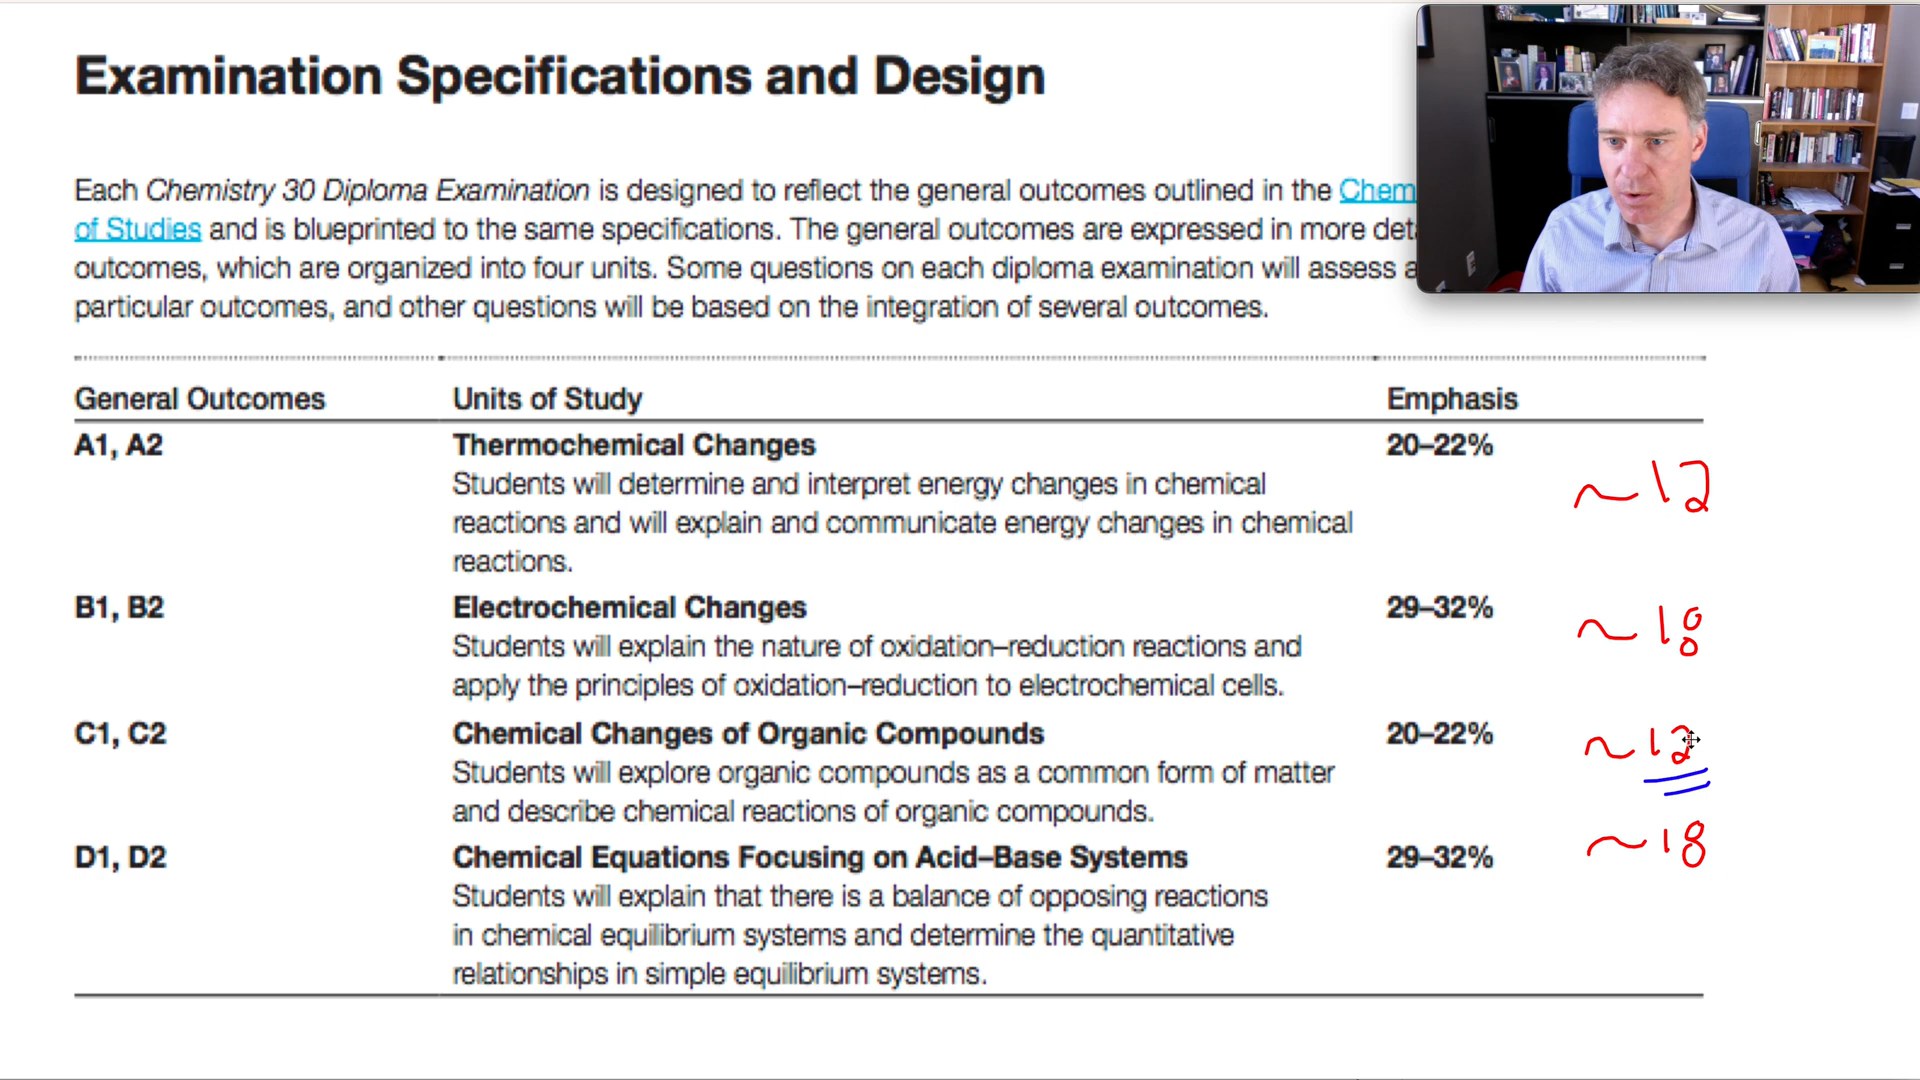 Examination Specifications and Design
Each Chemistry 30 Diploma Examination is designed to reflect the general outcomes outlined in the
of Studies and is blueprinted to the same specifications. The general outcomes are expressed in more
outcomes, which are organized into four units. Some questions on each diploma examination will assess
particular outcomes, and other questions will be based on the integration of several outcomes.
General Outcomes Units of Study Emphasis
A1, A2 Thermochemical Changes 20–22%
Students will determine and interpret energy changes in chemical ~12
reactions and will explain and communicate energy changes in chemical
reactions.
B1, B2 Electrochemical Changes 29–32% ~18
Students will explain the nature of oxidation–reduction reactions and
apply the principles of oxidation–reduction to electrochemical cells.
C1, C2 Chemical Changes of Organic Compounds 20–22% ~12
Students will explore organic compounds as a common form of matter
and describe chemical reactions of organic compounds.
D1, D2 Chemical Equations Focusing on Acid–Base Systems 29–32% ~18
Students will explain that there is a balance of opposing reactions
in chemical equilibrium systems and determine the quantitative
relationships in simple equilibrium systems.